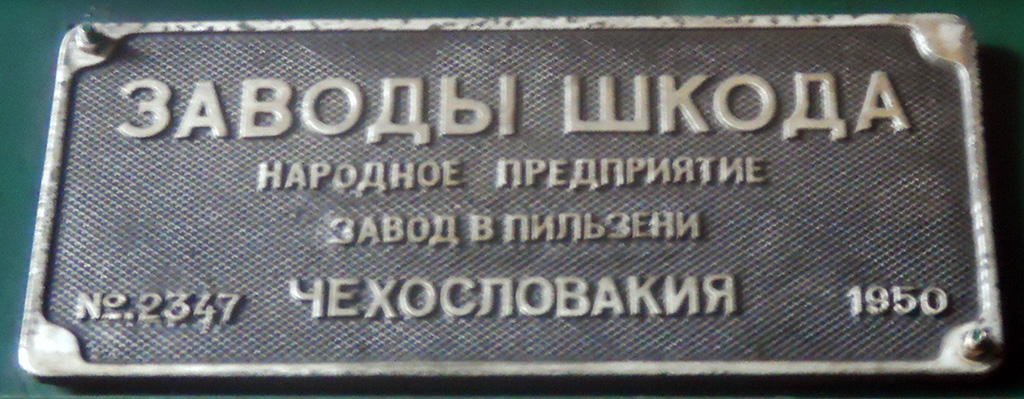 ЗАВОДЫ ШКОДА
НАРОДНОЕ ПРЕДПРИЯТИЕ
ЗАВОД В ПИЛЬЗЕНИ
№.2347 ЧЕХОСЛОВАКИЯ 1950